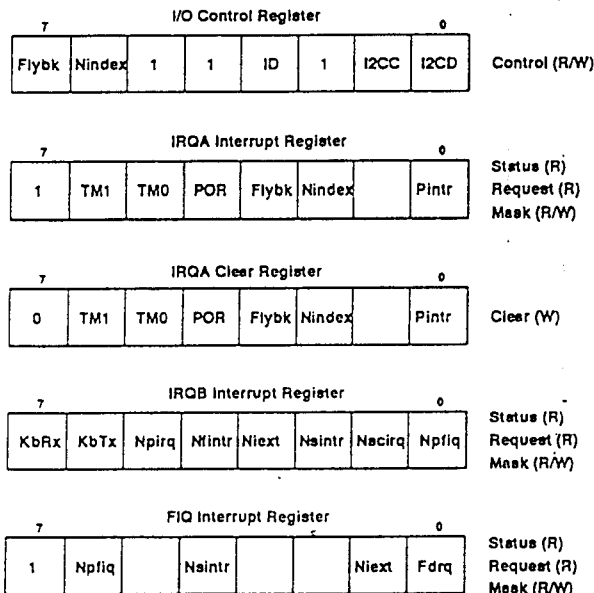 I/O Control Register
7 0
Flybk Nindex 1 1 ID 1 I2CC I2CD Control (R/W)
IRQA Interrupt Register
7 0
Status (R)
1 TM1 TM0 POR Flybk Nindex Pintr Request (R)
Mask (R/W)
IRQA Clear Register
7 0
0 TM1 TM0 POR Flybk Nindex Pintr Clear (W)
IRQB Interrupt Register
7 0
Status (R)
KbRx KbTx Npirq Nfintr Niext Nsintr Nscirq Npfiq Request (R)
Mask (R/W)
FIQ Interrupt Register
7 0
Status (R)
1 Npfiq Nsintr Niext Fdrq Request (R)
Mask (R/W)